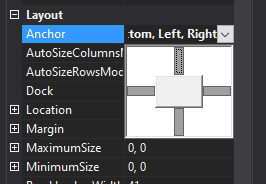 Layout
Anchor :tom, Left, Right
AutoSizeColumns
AutoSizeRowsMod
Dock
Location
Margin
MaximumSize 0, 0
MinimumSize 0, 0